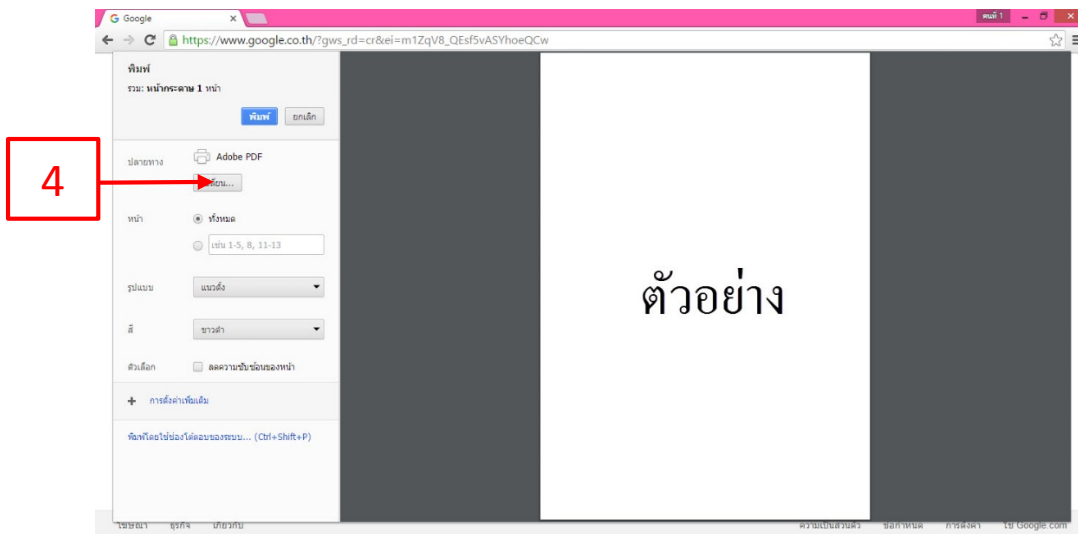 Google
คนที่ 1
https://www.google.co.th/?gws_rd=cr&ei=m1ZqV8_QEsf5vASYhoeQCw
พิมพ์
รวม: หน้ากระดาษ 1 หน้า
พิมพ์ ยกเลิก
ปลายทาง Adobe PDF
4
หน้า ทั้งหมด
เช่น 1-5, 8, 11-13
รูปแบบ แนวตั้ง
ตัวอย่าง
สี ขาวดำ
ตัวเลือก ลดความซับซ้อนของหน้า
+ การตั้งค่าเพิ่มเติม
พิมพ์โดยใช้ช่องโต้ตอบของระบบ... (Ctrl+Shift+P)
โฆษณา ธุรกิจ เกี่ยวกับ ความเป็นส่วนตัว ข้อกำหนด การตั้งค่า ใช้ Google.com